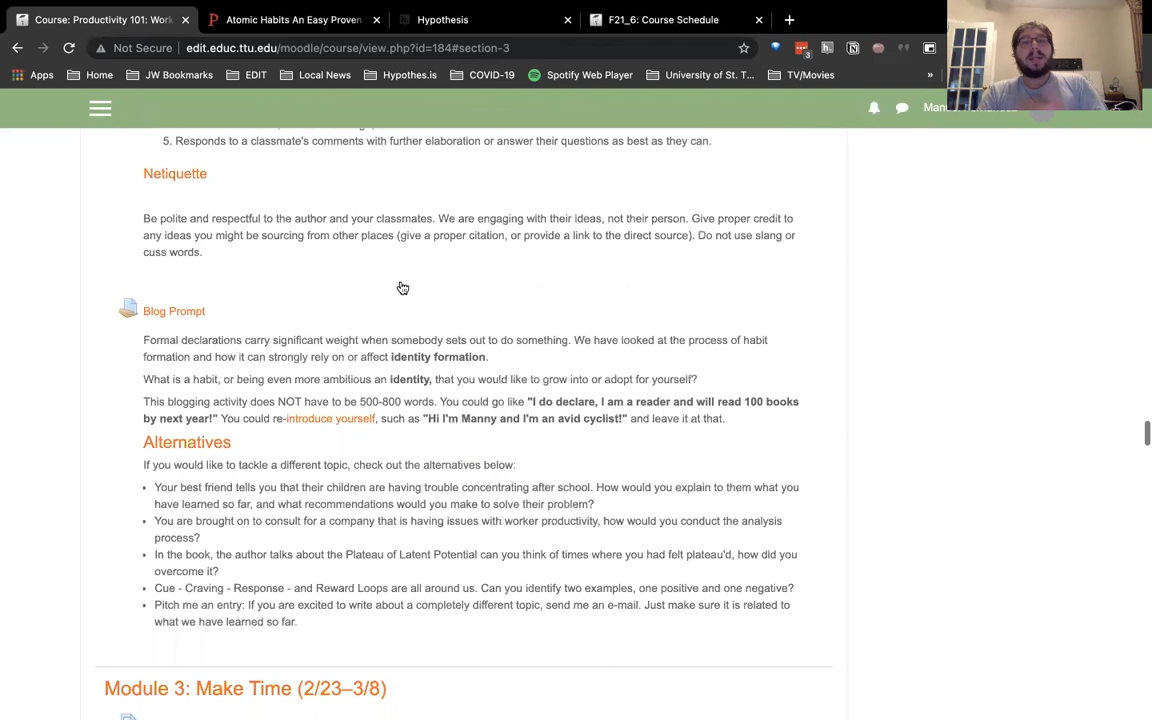 Course: Productivity 101: Work
Atomic Habits An Easy Proven
Hypothesis
F21_6: Course Schedule
Not Secure
edit.educ.ttu.edu/moodle/course/view.php?id=184#section-3
3
Apps
Home
JW Bookmarks
EDIT
Local News
Hypothes.is
COVID-19
Spotify Web Player
University of St. T...
TV/Movies
»
5. Responds to a classmate's comments with further elaboration or answer their questions as best as they can.
Netiquette
Be polite and respectful to the author and your classmates. We are engaging with their ideas, not their person. Give proper credit to
any ideas you might be sourcing from other places (give a proper citation, or provide a link to the direct source). Do not use slang or
cuss words.
Blog Prompt
Formal declarations carry significant weight when somebody sets out to do something. We have looked at the process of habit
formation and how it can strongly rely on or affect identity formation.
What is a habit, or being even more ambitious an identity, that you would like to grow into or adopt for yourself?
This blogging activity does NOT have to be 500-800 words. You could go like "I do declare, I am a reader and will read 100 books
by next year!" You could re-introduce yourself, such as "Hi I'm Manny and I'm an avid cyclist!" and leave it at that.
Alternatives
If you would like to tackle a different topic, check out the alternatives below:
• Your best friend tells you that their children are having trouble concentrating after school. How would you explain to them what you
have learned so far, and what recommendations would you make to solve their problem?
• You are brought on to consult for a company that is having issues with worker productivity, how would you conduct the analysis
process?
• In the book, the author talks about the Plateau of Latent Potential can you think of times where you had felt plateau'd, how did you
overcome it?
• Cue - Craving - Response - and Reward Loops are all around us. Can you identify two examples, one positive and one negative?
• Pitch me an entry: If you are excited to write about a completely different topic, send me an e-mail. Just make sure it is related to
what we have learned so far.
Module 3: Make Time (2/23–3/8)